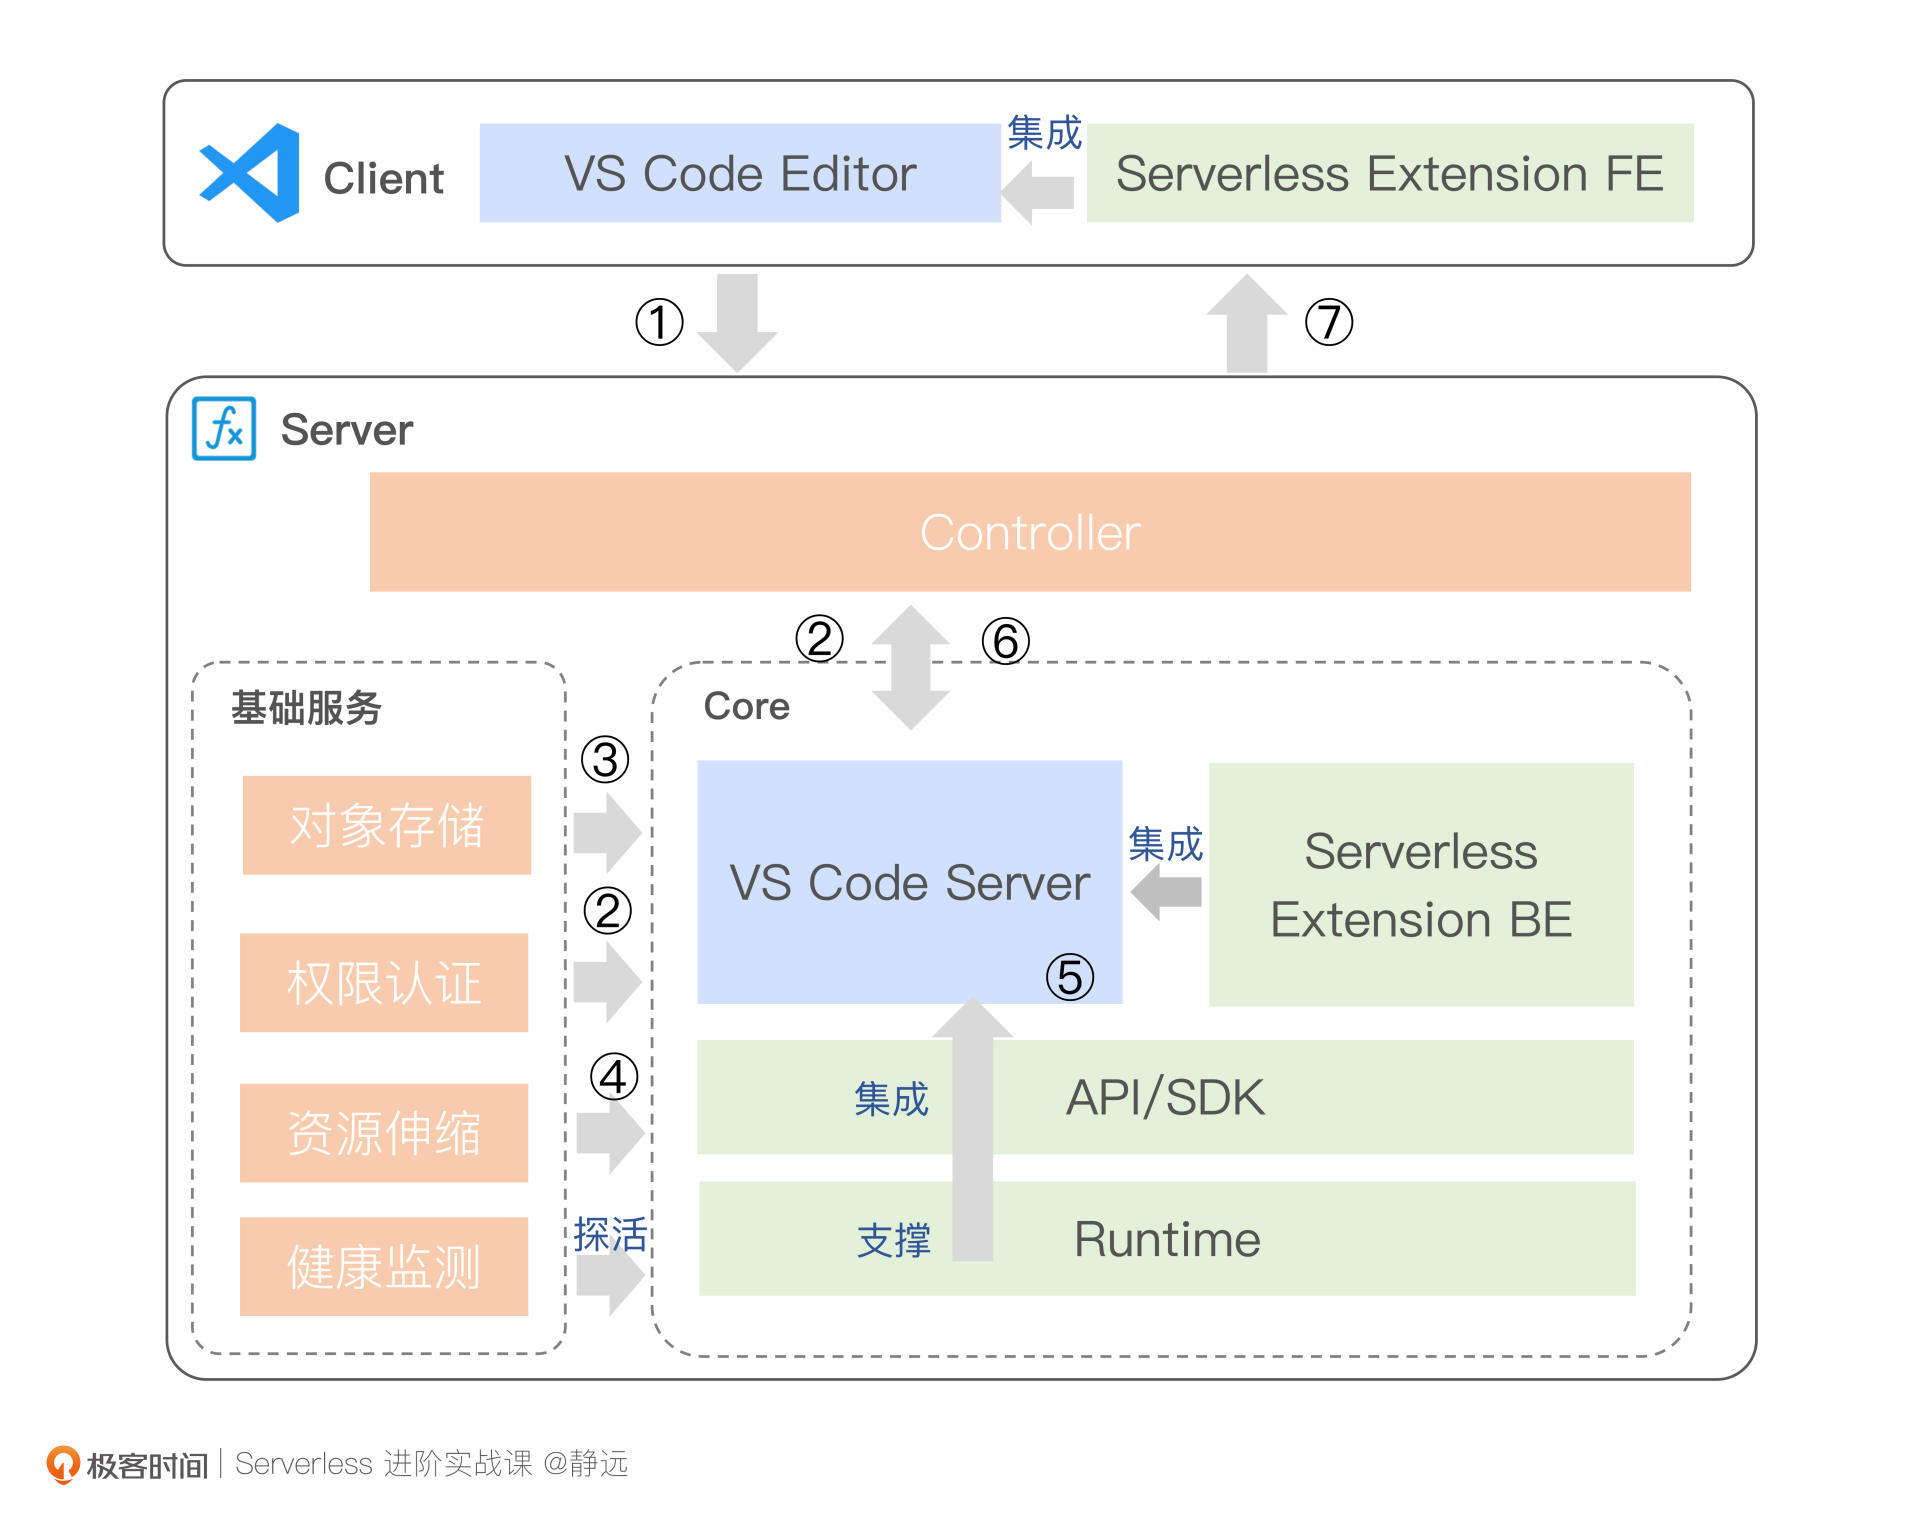 Client
VS Code Editor
集成
Serverless Extension FE
①
⑦
Server
Controller
②
⑥
基础服务
对象存储
权限认证
资源伸缩
健康监测
③
②
④
探活
Core
VS Code Server
⑤
集成
Serverless
Extension BE
集成
API/SDK
支撑
Runtime
极客时间
Serverless 进阶实战课 @静远